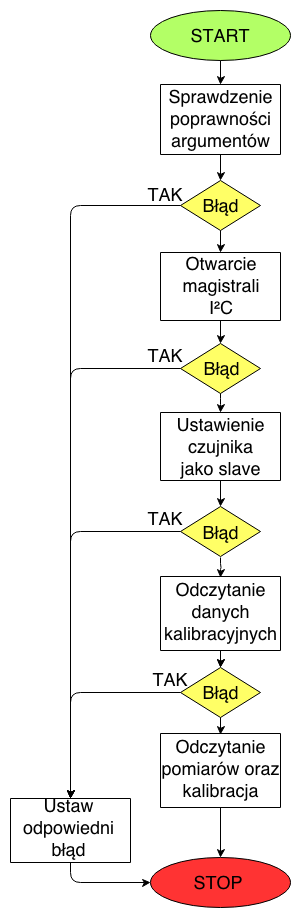 START
Sprawdzenie
poprawności
argumentów
TAK
Błąd
Otwarcie
magistrali
I²C
TAK
Błąd
Ustawienie
czujnika
jako slave
TAK
Błąd
Odczytanie
danych
kalibracyjnych
TAK
Błąd
Odczytanie
pomiarów oraz
kalibracja
Ustaw
odpowiedni
błąd
STOP